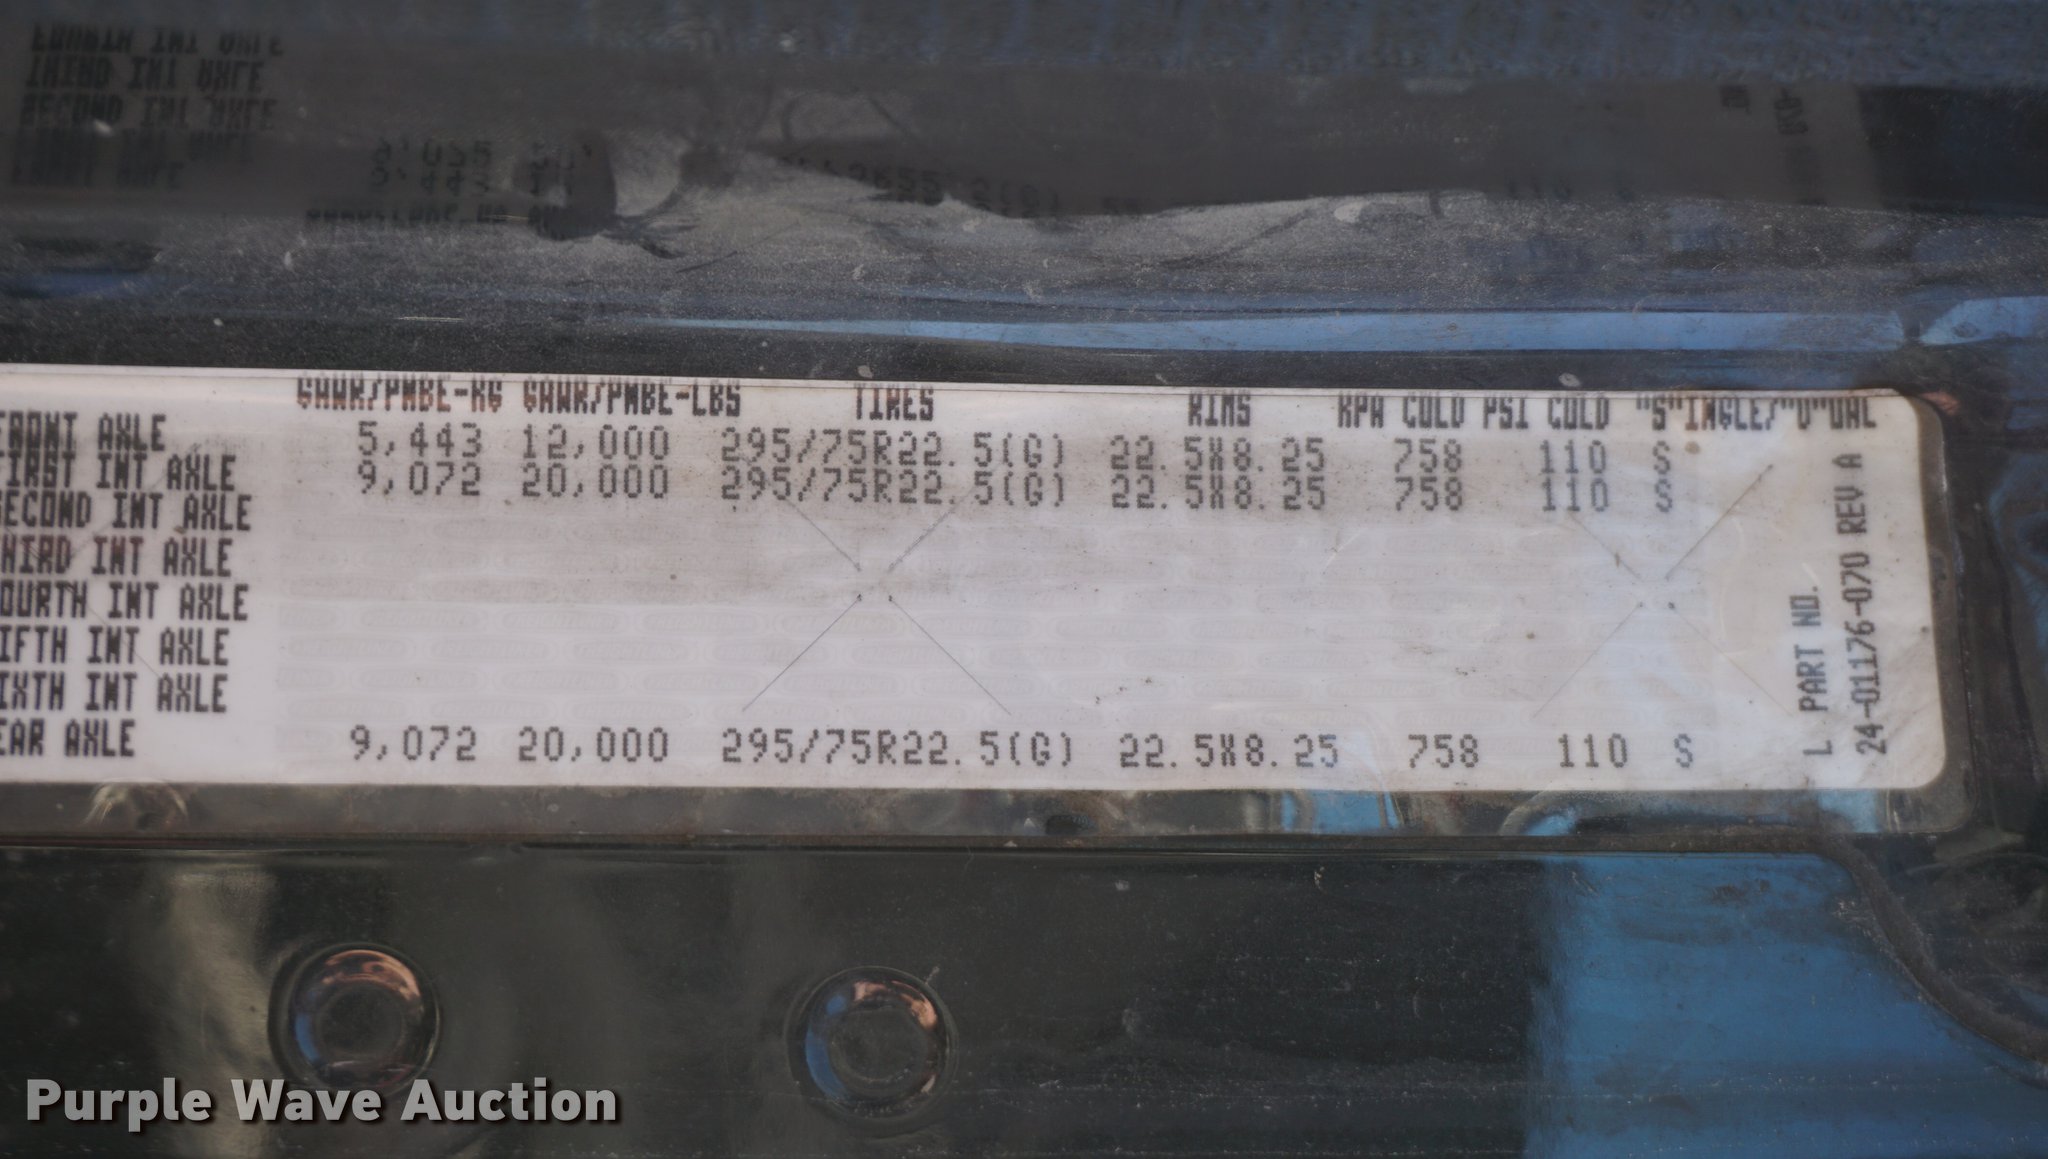 GAWR/PNBE-KG GAWR/PNBE-LBS TIRES RIMS KPA COLD PSI COLD "S"INGLE/"D"UAL
FRONT AXLE 5,443 12,000 295/75R22.5(G) 22.5X8.25 758 110 S
FIRST INT AXLE 9,072 20,000 295/75R22.5(G) 22.5X8.25 758 110 S
SECOND INT AXLE
THIRD INT AXLE
FOURTH INT AXLE
FIFTH INT AXLE
SIXTH INT AXLE
REAR AXLE 9,072 20,000 295/75R22.5(G) 22.5X8.25 758 110 S
L PART NO.
24-01176-070 REV A
Purple Wave Auction